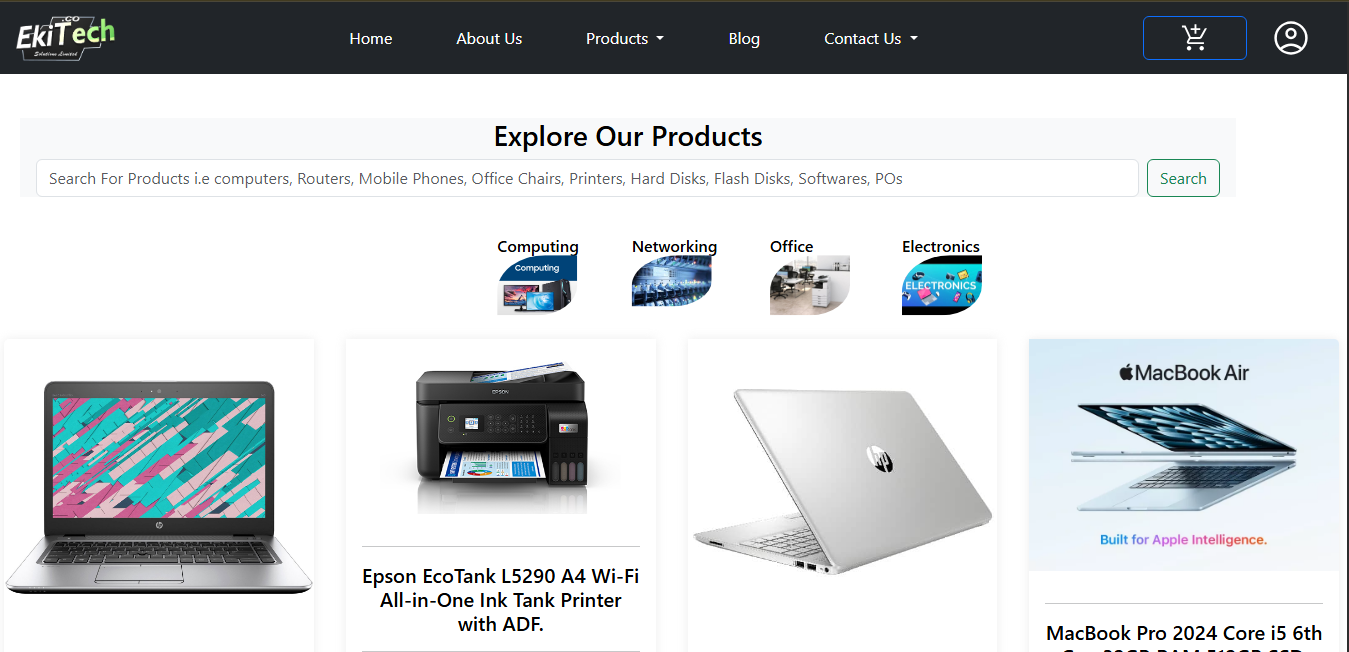 .co
EkiTech
Solutions Limited
Home
About Us
Products
Blog
Contact Us
Explore Our Products
Search For Products i.e computers, Routers, Mobile Phones, Office Chairs, Printers, Hard Disks, Flash Disks, Softwares, POs
Search
Computing
Networking
Office
Electronics
Computing
ELECTRONICS
EPSON
hp
hp
MacBook Air
Built for Apple Intelligence.
Epson EcoTank L5290 A4 Wi-Fi
All-in-One Ink Tank Printer
with ADF.
MacBook Pro 2024 Core i5 6th